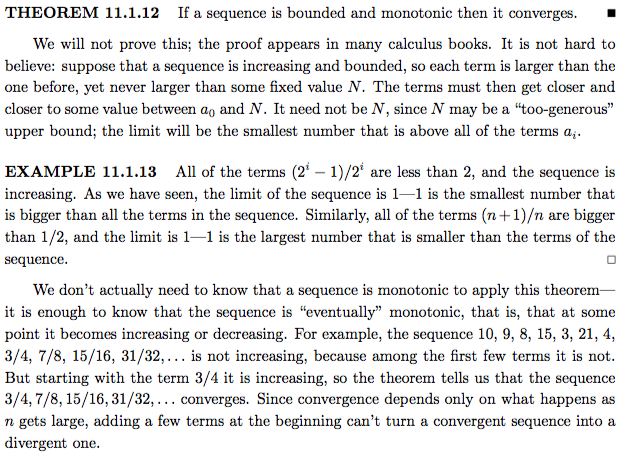 THEOREM 11.1.12 If a sequence is bounded and monotonic then it converges. ■
We will not prove this; the proof appears in many calculus books. It is not hard to
believe: suppose that a sequence is increasing and bounded, so each term is larger than the
one before, yet never larger than some fixed value N. The terms must then get closer and
closer to some value between a₀ and N. It need not be N, since N may be a “too-generous”
upper bound; the limit will be the smallest number that is above all of the terms aᵢ.
EXAMPLE 11.1.13 All of the terms (2ⁱ − 1)/2ⁱ are less than 2, and the sequence is
increasing. As we have seen, the limit of the sequence is 1—1 is the smallest number that
is bigger than all the terms in the sequence. Similarly, all of the terms (n+1)/n are bigger
than 1/2, and the limit is 1—1 is the largest number that is smaller than the terms of the
sequence. □
We don’t actually need to know that a sequence is monotonic to apply this theorem—
it is enough to know that the sequence is “eventually” monotonic, that is, that at some
point it becomes increasing or decreasing. For example, the sequence 10, 9, 8, 15, 3, 21, 4,
3/4, 7/8, 15/16, 31/32,... is not increasing, because among the first few terms it is not.
But starting with the term 3/4 it is increasing, so the theorem tells us that the sequence
3/4, 7/8, 15/16, 31/32,... converges. Since convergence depends only on what happens as
n gets large, adding a few terms at the beginning can’t turn a convergent sequence into a
divergent one.